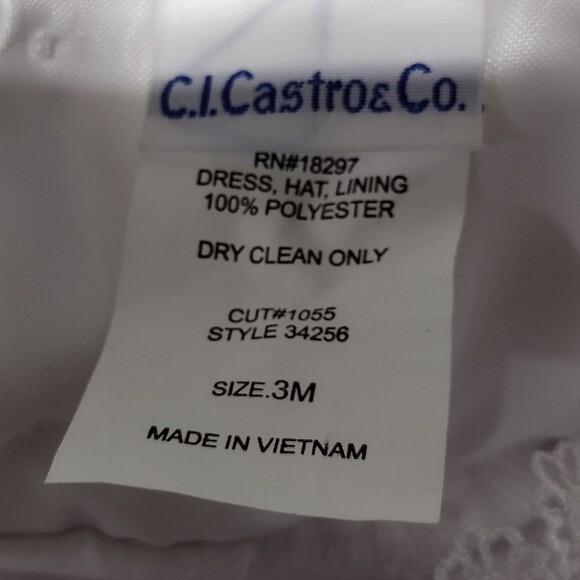 C.I.Castro&Co.
RN#18297
DRESS, HAT, LINING
100% POLYESTER
DRY CLEAN ONLY
CUT#1055
STYLE 34256
SIZE.3M
MADE IN VIETNAM